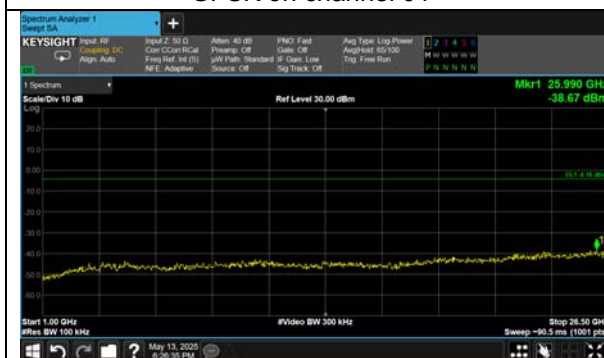 Spectrum Analyzer 1
Swept SA
+
KEYSIGHT Input: RF Input Z: 50 Ω Atten: 40 dB PNO: Fast Avg Type: Log-Power 1 2 3 4 5 6
Coupling: DC Corr CCorr RCal Preamp: Off Gate: Off Avg|Hold: 65/100 M W W W W W
Align: Auto Freq Ref: Int (S) µW Path: Standard IF Gain: Low Trig: Free Run
NFE: Adaptive Source: Off Sig Track: Off P N N N N N
1 Spectrum
Mkr1 25.990 GHz
Scale/Div 10 dB Ref Level 30.00 dBm -38.67 dBm
Log
20.0
10.0
0.00
-10.0
-20.0
-30.0
-40.0
-50.0
-60.0
1
Start 1.00 GHz #Video BW 300 kHz Stop 26.50 GHz
#Res BW 100 kHz Sweep ~90.5 ms (1001 pts)
? May 13, 2025
6:26:35 PM